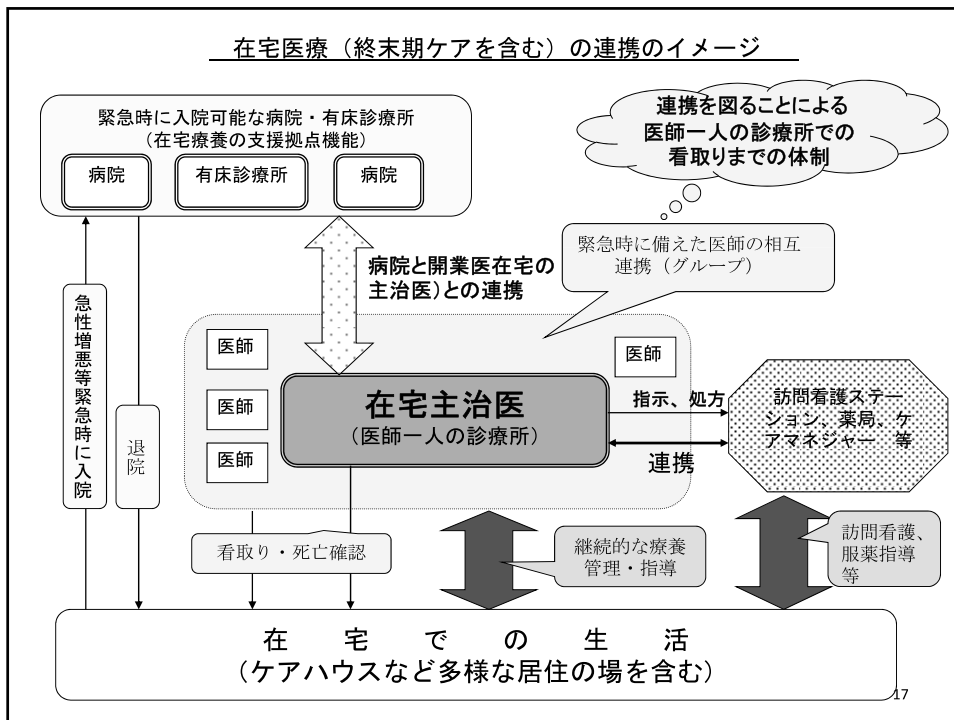 在宅医療（終末期ケアを含む）の連携のイメージ
緊急時に入院可能な病院・有床診療所
(在宅療養の支援拠点機能)
病院
有床診療所
病院
連携を図ることによる
医師一人の診療所での
看取りまでの体制
緊急時に備えた医師の相互
連携（グループ）
病院と開業医在宅の
主治医)との連携
急性増悪等緊急時に入院
退院
医師
医師
医師
医師
在宅主治医
(医師一人の診療所)
指示、処方
連携
訪問看護ステー
ション、薬局、ケ
アマネジャー　等
看取り・死亡確認
継続的な療養
管理・指導
訪問看護、
服薬指導
等
在　宅　で　の　生　活
(ケアハウスなど多様な居住の場を含む)
17